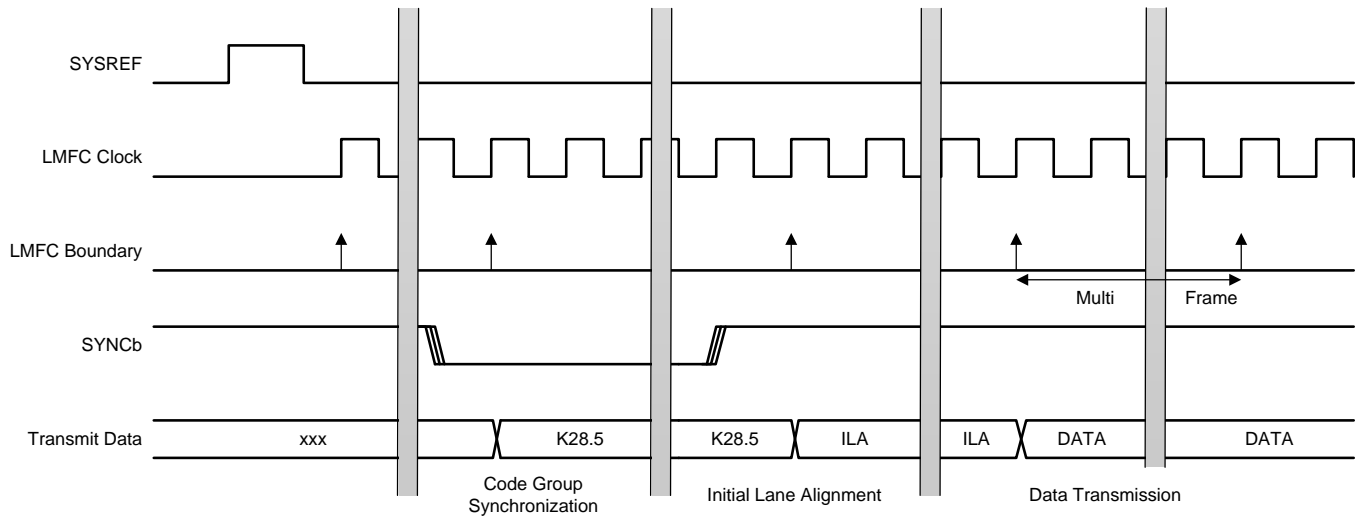 SYSREF
LMFC Clock
LMFC Boundary
Multi Frame
SYNCb
Transmit Data xxx K28.5 K28.5 ILA ILA DATA DATA
Code Group
Synchronization
Initial Lane Alignment
Data Transmission